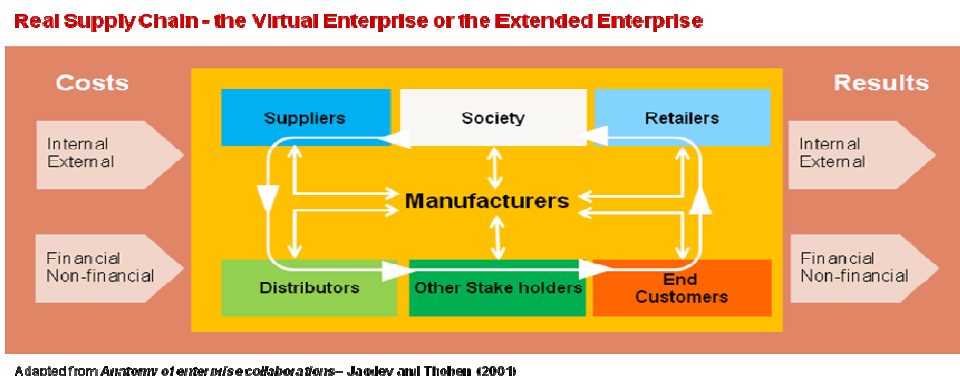 Real Supply Chain - the Virtual Enterprise or the Extended Enterprise
Costs
Results
Suppliers
Society
Retailers
Internal
External
Internal
External
Manufacturers
Financial
Non-financial
Financial
Non-financial
Distributors
Other Stake holders
End
Customers
Adapted from Anatomy of enterprise collaborations– Jagdev and Thoben (2001)